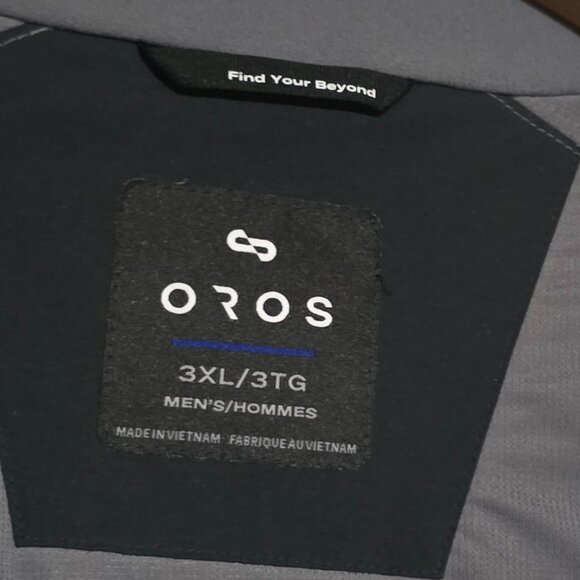 Find Your Beyond
OROS
3XL/3TG
MEN'S/HOMMES
MADE IN VIETNAM FABRIQUE AU VIETNAM